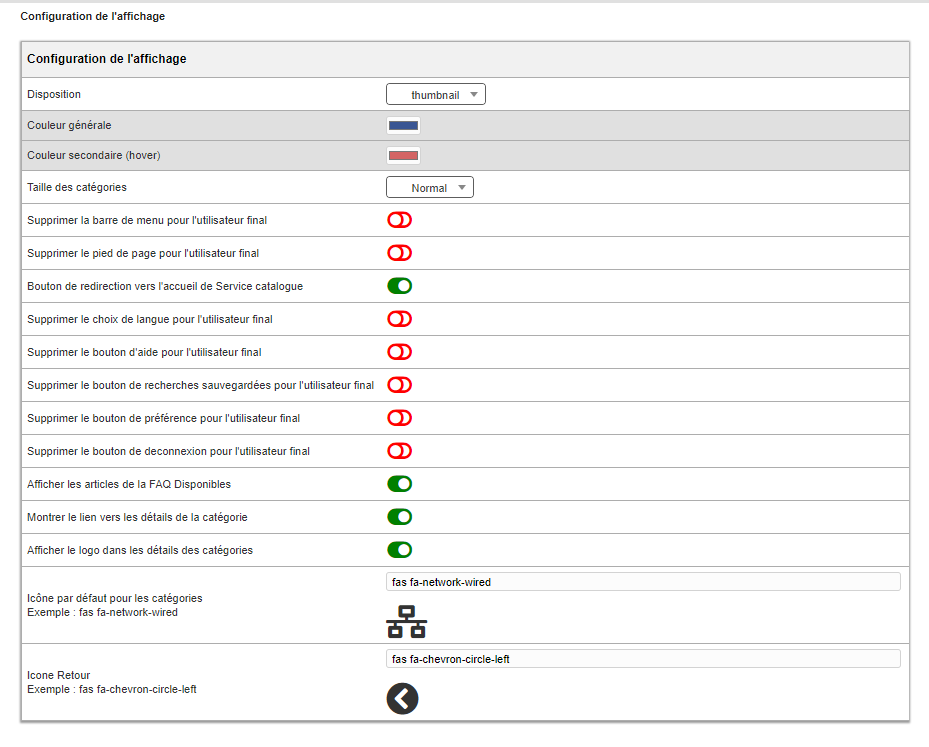 Configuration de l'affichage
Configuration de l'affichage
Disposition
thumbnail
Couleur générale
Couleur secondaire (hover)
Taille des catégories
Normal
Supprimer la barre de menu pour l'utilisateur final
Supprimer le pied de page pour l'utilisateur final
Bouton de redirection vers l'accueil de Service catalogue
Supprimer le choix de langue pour l'utilisateur final
Supprimer le bouton d'aide pour l'utilisateur final
Supprimer le bouton de recherches sauvegardées pour l'utilisateur final
Supprimer le bouton de préférence pour l'utilisateur final
Supprimer le bouton de deconnexion pour l'utilisateur final
Afficher les articles de la FAQ Disponibles
Montrer le lien vers les détails de la catégorie
Afficher le logo dans les détails des catégories
Icône par défaut pour les catégories
Exemple : fas fa-network-wired
fas fa-network-wired
Icone Retour
Exemple : fas fa-chevron-circle-left
fas fa-chevron-circle-left